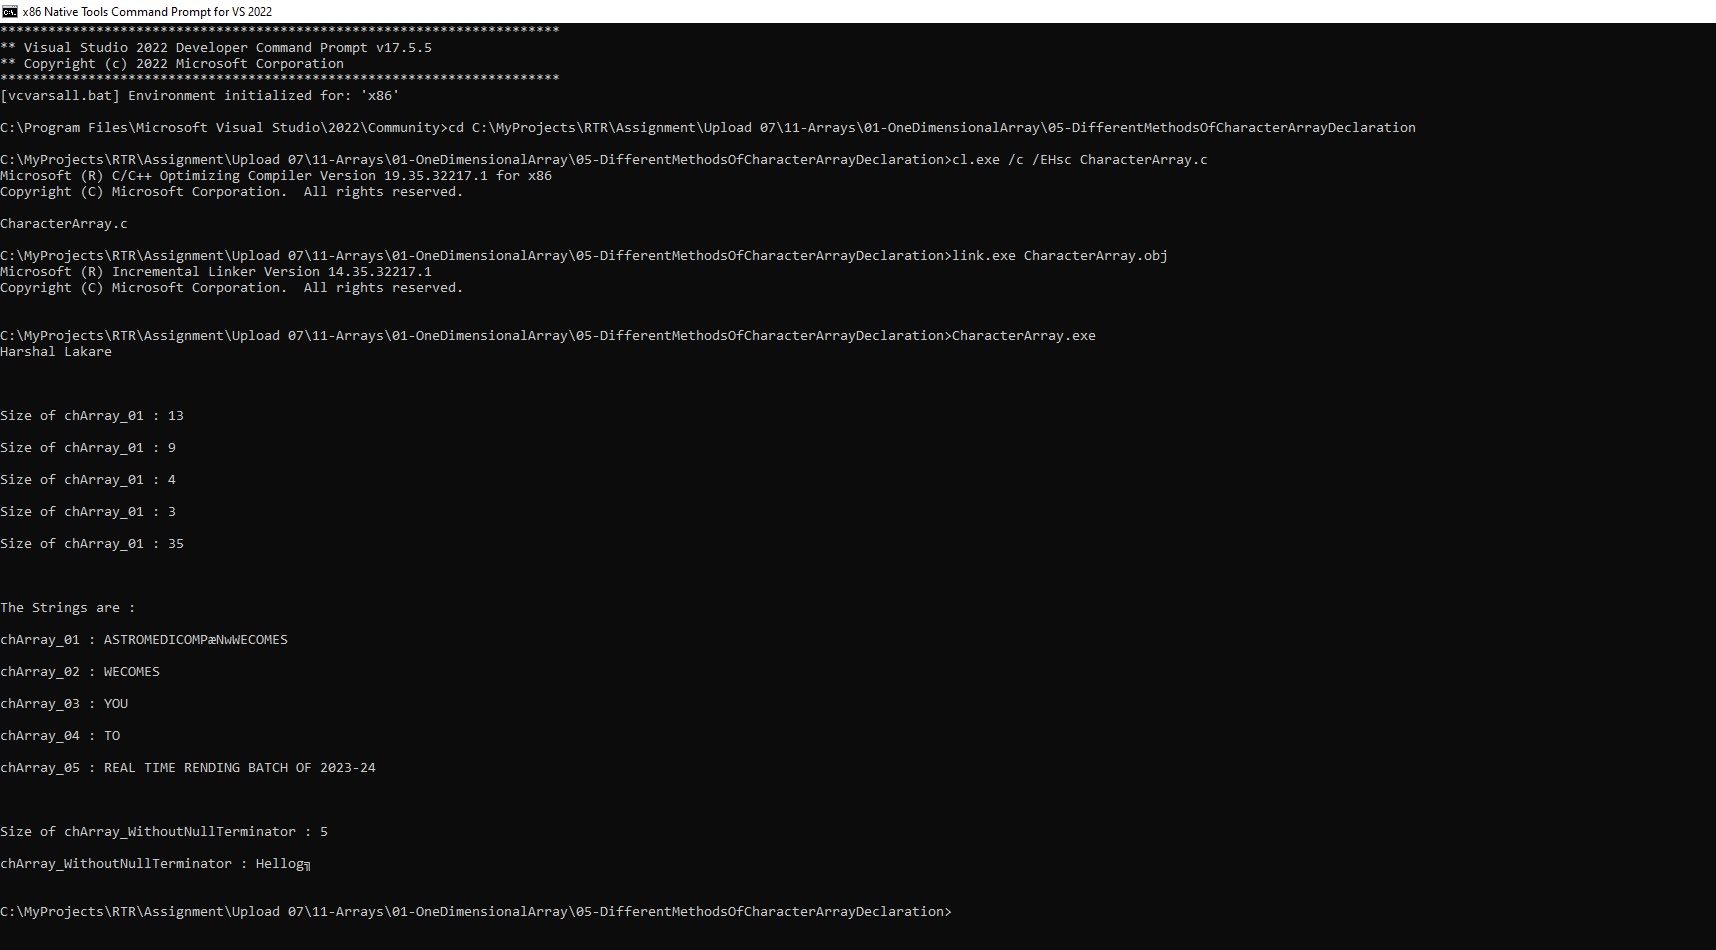 x86 Native Tools Command Prompt for VS 2022
**********************************************************************
** Visual Studio 2022 Developer Command Prompt v17.5.5
** Copyright (c) 2022 Microsoft Corporation
**********************************************************************
[vcvarsall.bat] Environment initialized for: 'x86'
C:\Program Files\Microsoft Visual Studio\2022\Community>cd C:\MyProjects\RTR\Assignment\Upload 07\11-Arrays\01-OneDimensionalArray\05-DifferentMethodsOfCharacterArrayDeclaration
C:\MyProjects\RTR\Assignment\Upload 07\11-Arrays\01-OneDimensionalArray\05-DifferentMethodsOfCharacterArrayDeclaration>cl.exe /c /EHsc CharacterArray.c
Microsoft (R) C/C++ Optimizing Compiler Version 19.35.32217.1 for x86
Copyright (C) Microsoft Corporation.  All rights reserved.
CharacterArray.c
C:\MyProjects\RTR\Assignment\Upload 07\11-Arrays\01-OneDimensionalArray\05-DifferentMethodsOfCharacterArrayDeclaration>link.exe CharacterArray.obj
Microsoft (R) Incremental Linker Version 14.35.32217.1
Copyright (C) Microsoft Corporation.  All rights reserved.
C:\MyProjects\RTR\Assignment\Upload 07\11-Arrays\01-OneDimensionalArray\05-DifferentMethodsOfCharacterArrayDeclaration>CharacterArray.exe
Harshal Lakare
Size of chArray_01 : 13
Size of chArray_01 : 9
Size of chArray_01 : 4
Size of chArray_01 : 3
Size of chArray_01 : 35
The Strings are :
chArray_01 : ASTROMEDICOMPæNwWECOMES
chArray_02 : WECOMES
chArray_03 : YOU
chArray_04 : TO
chArray_05 : REAL TIME RENDING BATCH OF 2023-24
Size of chArray_WithoutNullTerminator : 5
chArray_WithoutNullTerminator : Hellog╗
C:\MyProjects\RTR\Assignment\Upload 07\11-Arrays\01-OneDimensionalArray\05-DifferentMethodsOfCharacterArrayDeclaration>